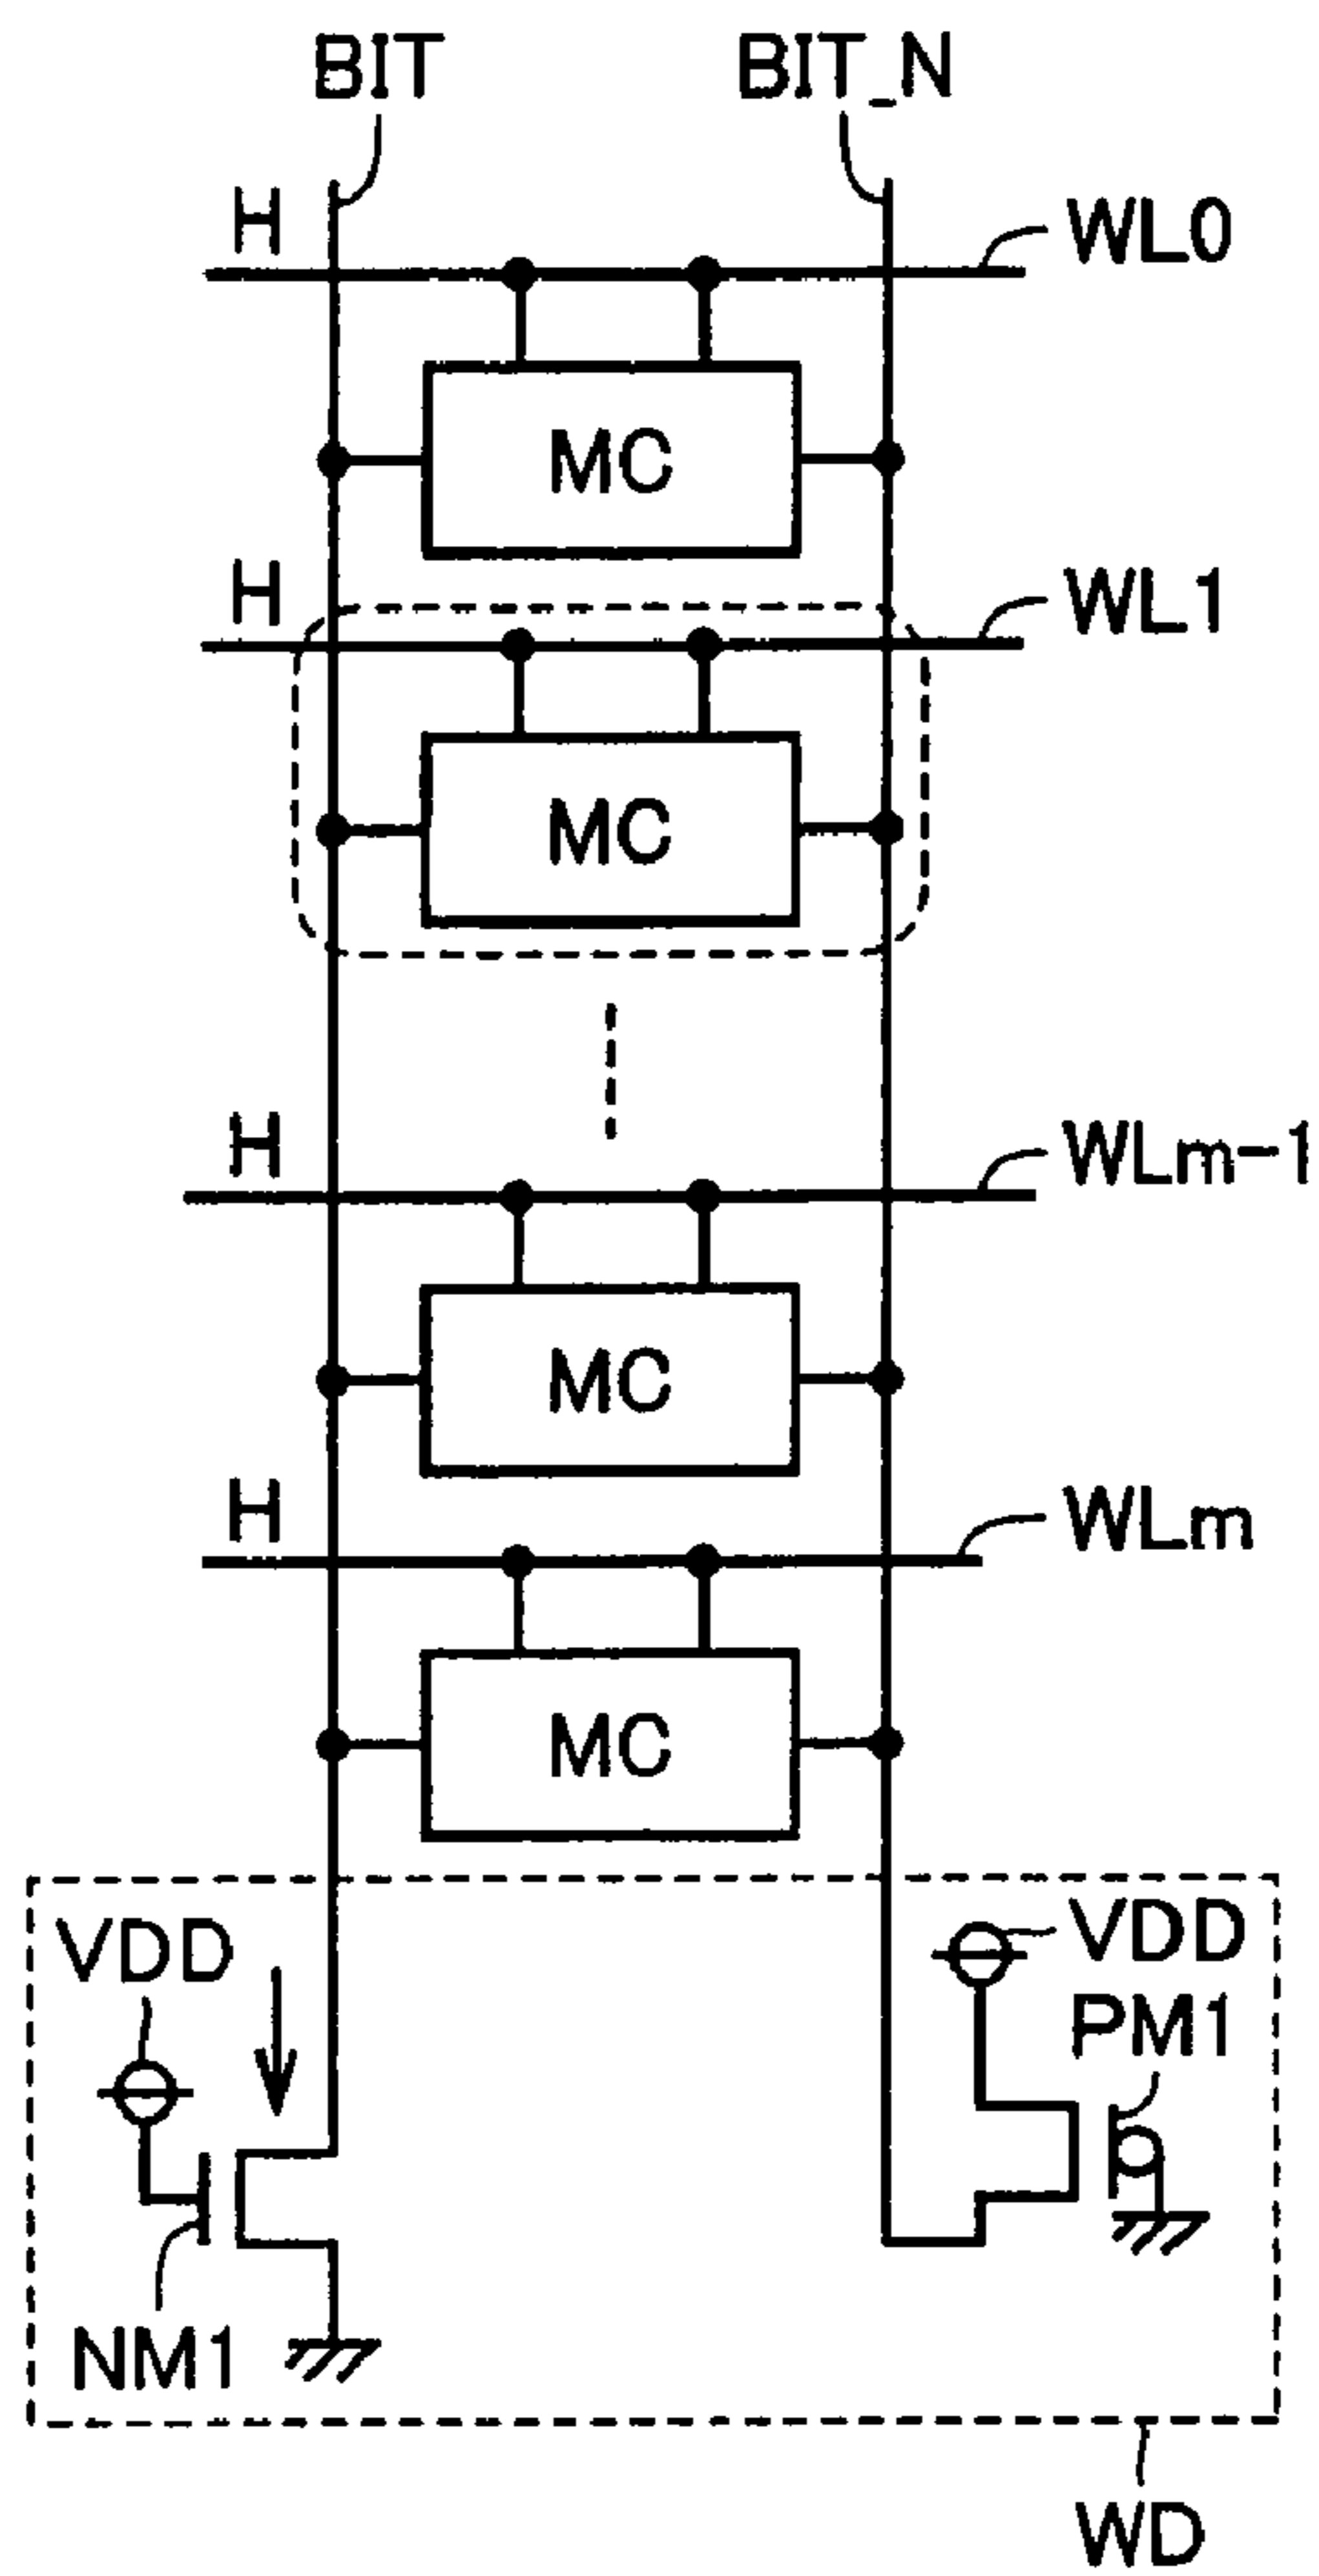 BIT BIT_N
H WL0
MC
H WL1
MC
H WLm-1
MC
H WLm
MC
VDD VDD
PM1
NM1
WD